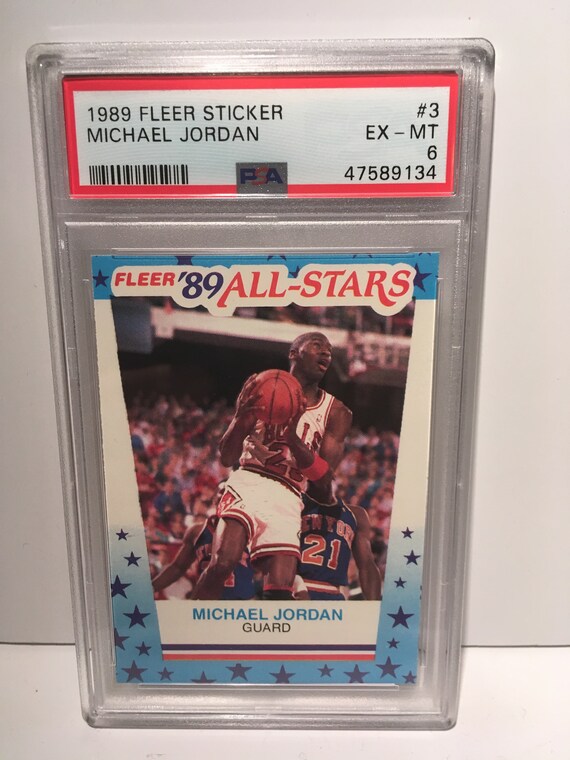 1989 FLEER STICKER #3
MICHAEL JORDAN EX - MT
6
PSA 47589134
FLEER '89 ALL-STARS
21
MICHAEL JORDAN
GUARD